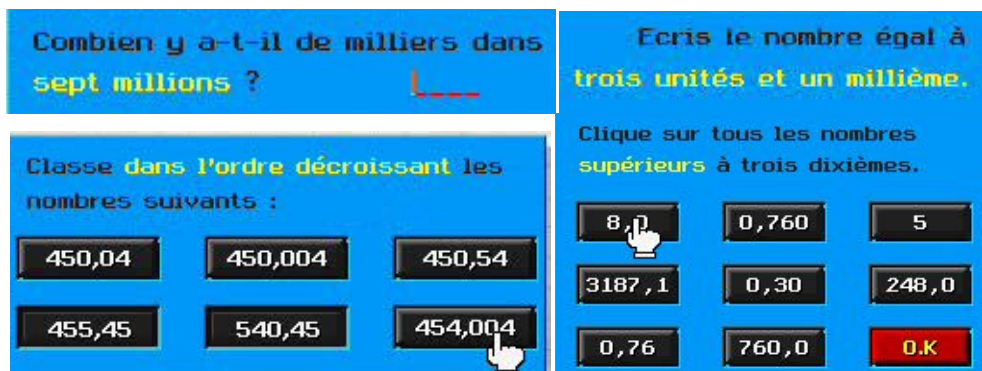 Combien y a-t-il de milliers dans
sept millions ?
Ecris le nombre égal à
trois unités et un millième.
Classe dans l'ordre décroissant les
nombres suivants :
450,04 450,004 450,54
455,45 540,45 454,004
Clique sur tous les nombres
supérieurs à trois dixièmes.
0,760 5
3187,1 0,30 248,0
0,76 760,0 O.K